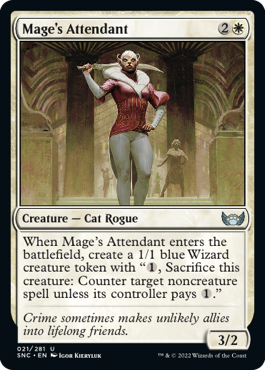 Mage's Attendant 2
Creature — Cat Rogue
When Mage's Attendant enters the
battlefield, create a 1/1 blue Wizard
creature token with “1, Sacrifice this
creature: Counter target noncreature
spell unless its controller pays 1.”
Crime sometimes makes unlikely allies
into lifelong friends.
3/2
021/281 U
SNC • EN Igor Kieryluk
™ & © 2022 Wizards of the Coast